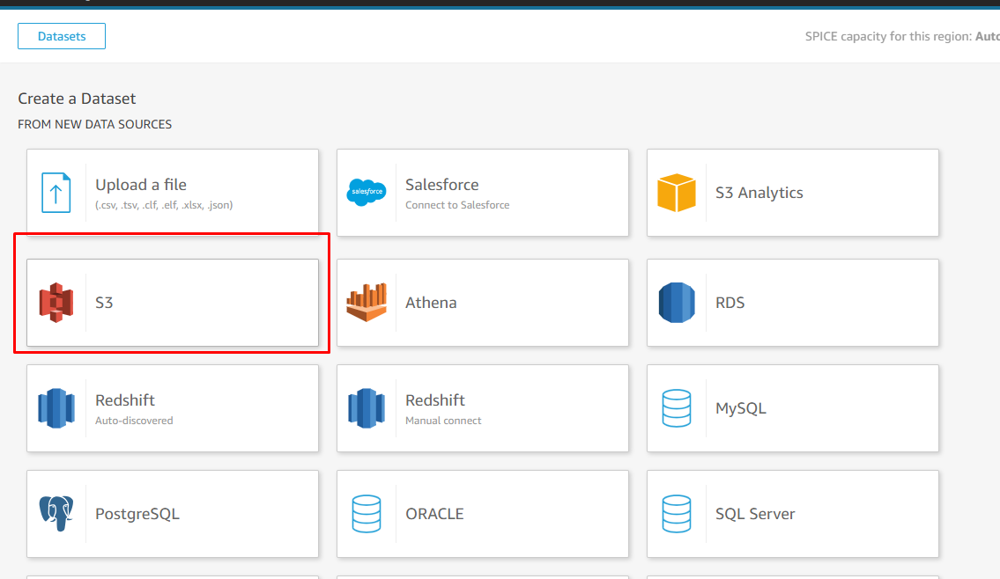 Datasets
SPICE capacity for this region: Auto
Create a Dataset
FROM NEW DATA SOURCES
Upload a file
(.csv, .tsv, .clf, .elf, .xlsx, .json)
salesforce
Salesforce
Connect to Salesforce
S3 Analytics
S3
Athena
RDS
Redshift
Auto-discovered
Redshift
Manual connect
MySQL
PostgreSQL
ORACLE
SQL Server